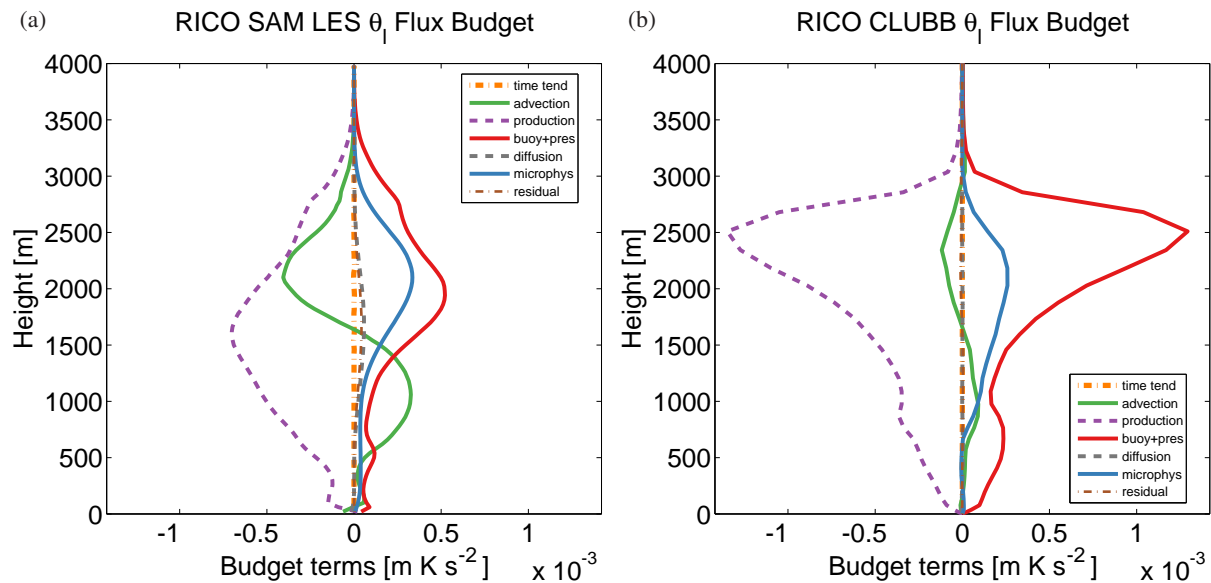 (a)
RICO SAM LES θl Flux Budget
4000
3500
3000
2500
2000
1500
1000
500
0
Height [m]
time tend
advection
production
buoy+pres
diffusion
microphys
residual
-1
-0.5
0
0.5
1
Budget terms [m K s-2]
x 10-3
(b)
RICO CLUBB θl Flux Budget
4000
3500
3000
2500
2000
1500
1000
500
0
Height [m]
time tend
advection
production
buoy+pres
diffusion
microphys
residual
-1
-0.5
0
0.5
1
Budget terms [m K s-2]
x 10-3